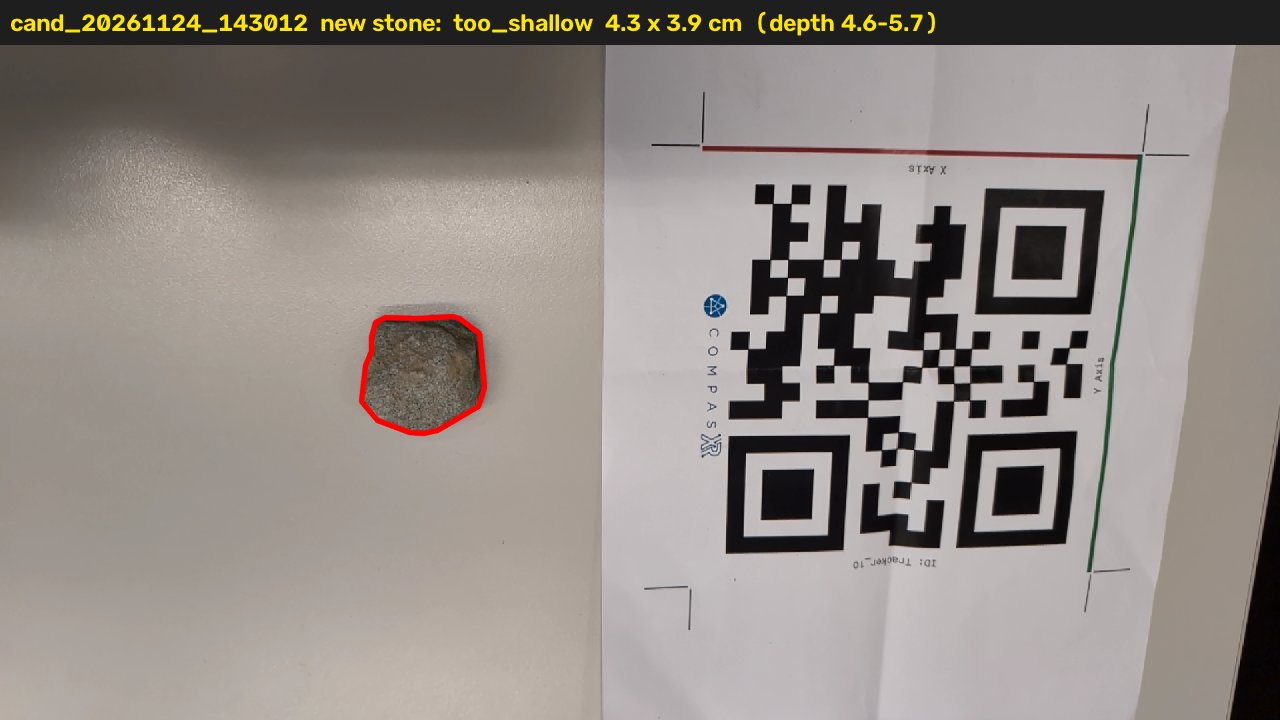 cand_20261124_143012 new stone: too_shallow 4.3 x 3.9 cm (depth 4.6-5.7)
X Axis
COMPAS XR
Y Axis
ID: Tracker_10